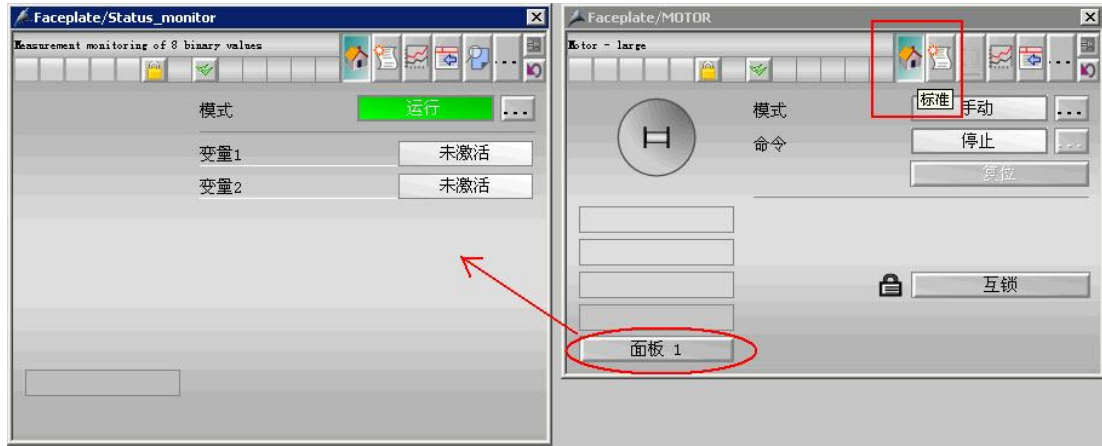 Faceplate/Status_monitor
Measurement monitoring of 8 binary values
...
模式
运行
...
变量1
未激活
变量2
未激活
Faceplate/MOTOR
Motor - large
...
标准
模式
手动
...
命令
停止
...
复位
互锁
面板 1